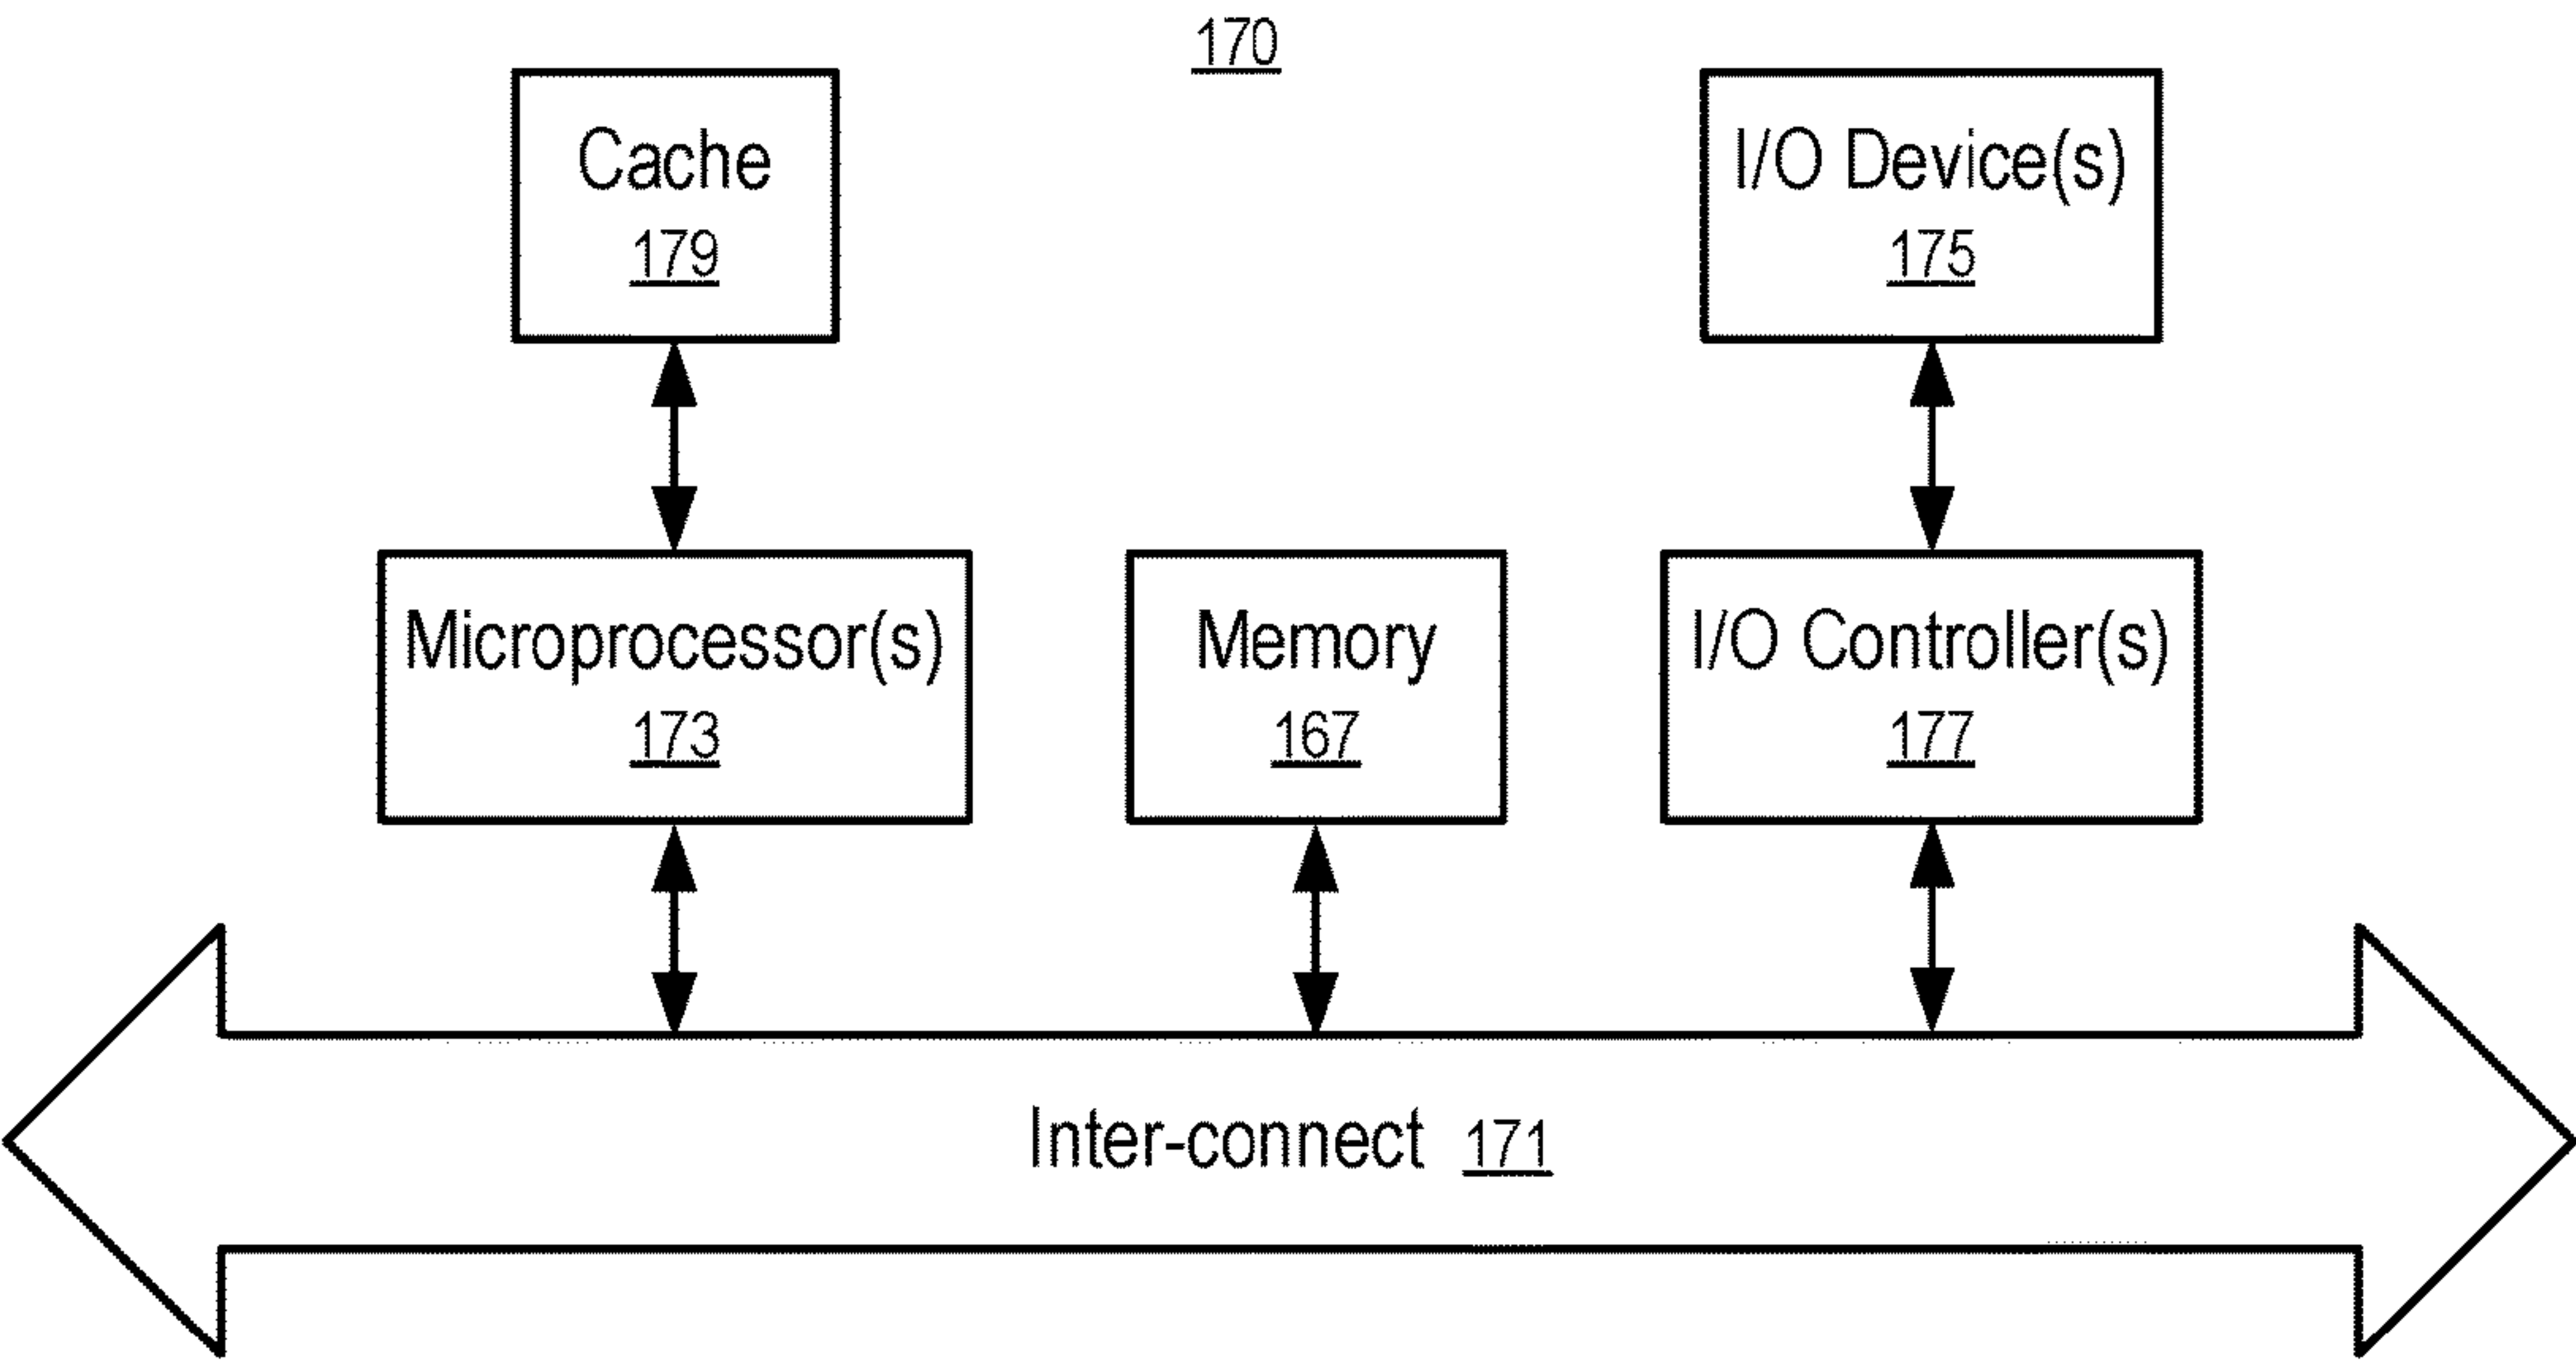 170
Cache
179
I/O Device(s)
175
Microprocessor(s)
173
Memory
167
I/O Controller(s)
177
Inter-connect 171